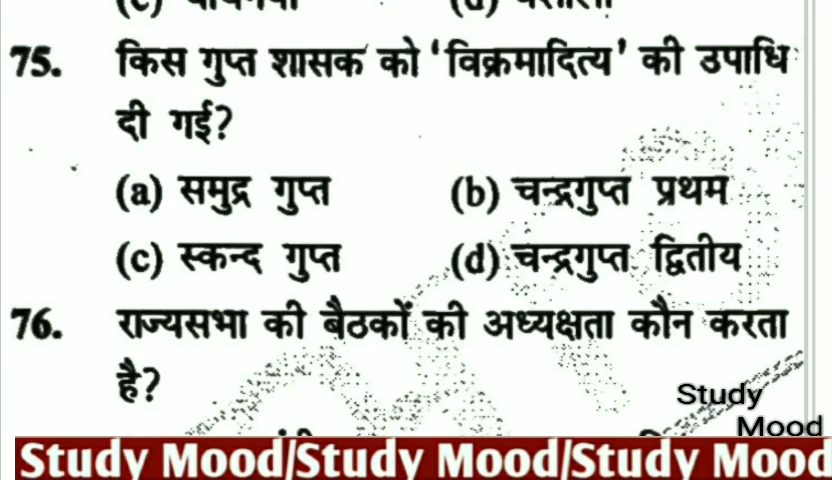 75. किस गुप्त शासक को 'विक्रमादित्य' की उपाधि
दी गई?
(a) समुद्र गुप्त (b) चन्द्रगुप्त प्रथम
(c) स्कन्द गुप्त (d) चन्द्रगुप्त द्वितीय
76. राज्यसभा की बैठकों की अध्यक्षता कौन करता
है?
Study
Mood
Study Mood/Study Mood/Study Mood